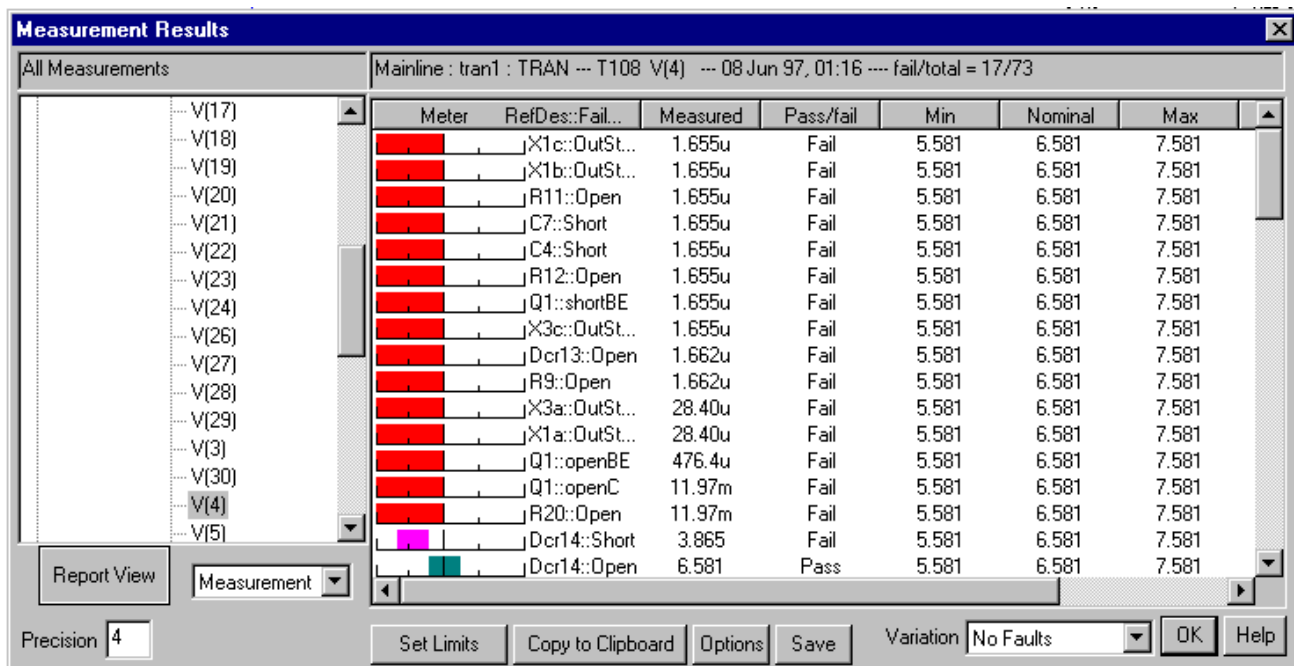 Measurement Results
All Measurements
Mainline : tran1 : TRAN --- T108 V(4) --- 08 Jun 97, 01:16 ---- fail/total = 17/73
V(17)
V(18)
V(19)
V(20)
V(21)
V(22)
V(23)
V(24)
V(26)
V(27)
V(28)
V(29)
V(3)
V(30)
V(4)
V(5)
Meter RefDes::Fail... Measured Pass/fail Min Nominal Max
X1c::OutSt... 1.655u Fail 5.581 6.581 7.581
X1b::OutSt... 1.655u Fail 5.581 6.581 7.581
R11::Open 1.655u Fail 5.581 6.581 7.581
C7::Short 1.655u Fail 5.581 6.581 7.581
C4::Short 1.655u Fail 5.581 6.581 7.581
R12::Open 1.655u Fail 5.581 6.581 7.581
Q1::shortBE 1.655u Fail 5.581 6.581 7.581
X3c::OutSt... 1.655u Fail 5.581 6.581 7.581
Dcr13::Open 1.662u Fail 5.581 6.581 7.581
R9::Open 1.662u Fail 5.581 6.581 7.581
X3a::OutSt... 28.40u Fail 5.581 6.581 7.581
X1a::OutSt... 28.40u Fail 5.581 6.581 7.581
Q1::openBE 476.4u Fail 5.581 6.581 7.581
Q1::openC 11.97m Fail 5.581 6.581 7.581
R20::Open 11.97m Fail 5.581 6.581 7.581
Dcr14::Short 3.865 Fail 5.581 6.581 7.581
Dcr14::Open 6.581 Pass 5.581 6.581 7.581
Report View
Measurement
Precision 4
Set Limits
Copy to Clipboard
Options
Save
Variation No Faults
OK
Help